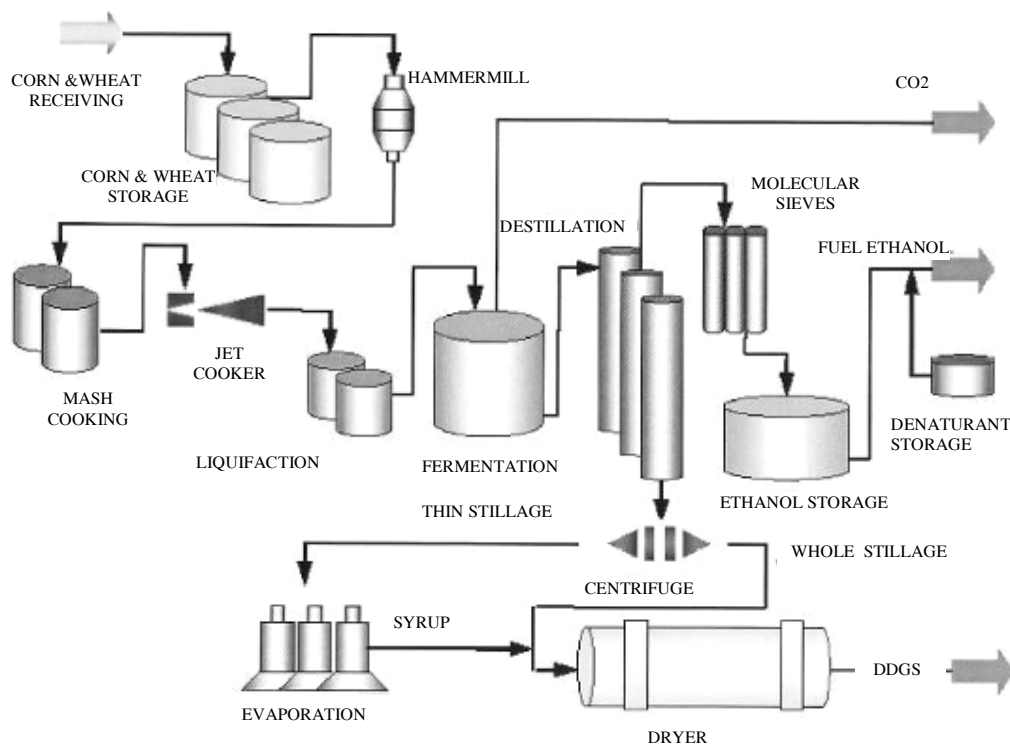 CORN &WHEAT
RECEIVING
HAMMERMILL
CO2
CORN & WHEAT
STORAGE
MOLECULAR
SIEVES
DESTILLATION
FUEL ETHANOL
JET
COOKER
MASH
COOKING
DENATURANT
STORAGE
LIQUIFACTION
FERMENTATION
ETHANOL STORAGE
THIN STILLAGE
WHOLE STILLAGE
CENTRIFUGE
SYRUP
DDGS
EVAPORATION
DRYER